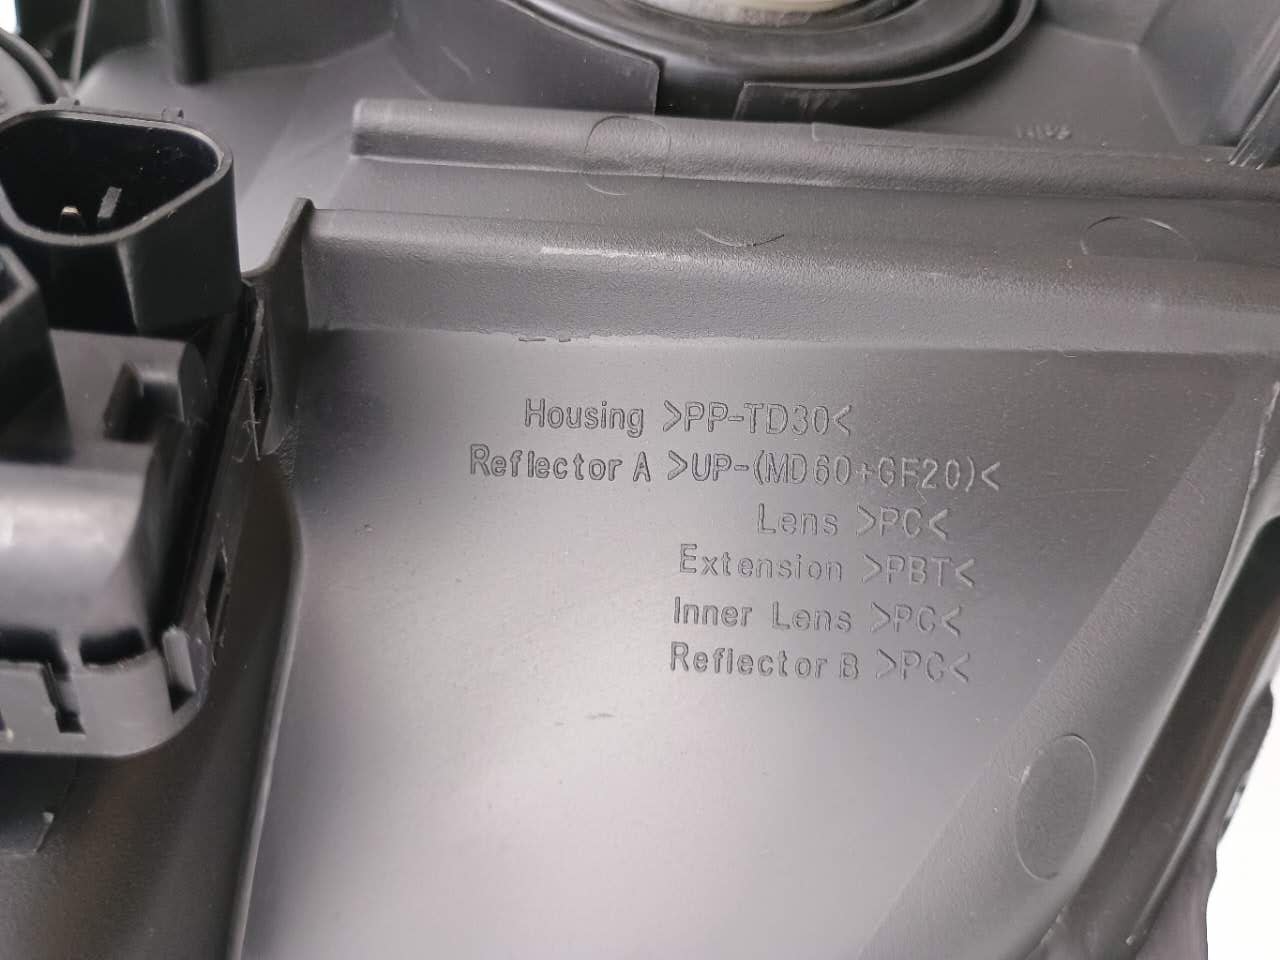 Housing >PP-TD30<
Reflector A >UP-(MD60+GF20)<
Lens >PC<
Extension >PBT<
Inner Lens >PC<
Reflector B >PC<